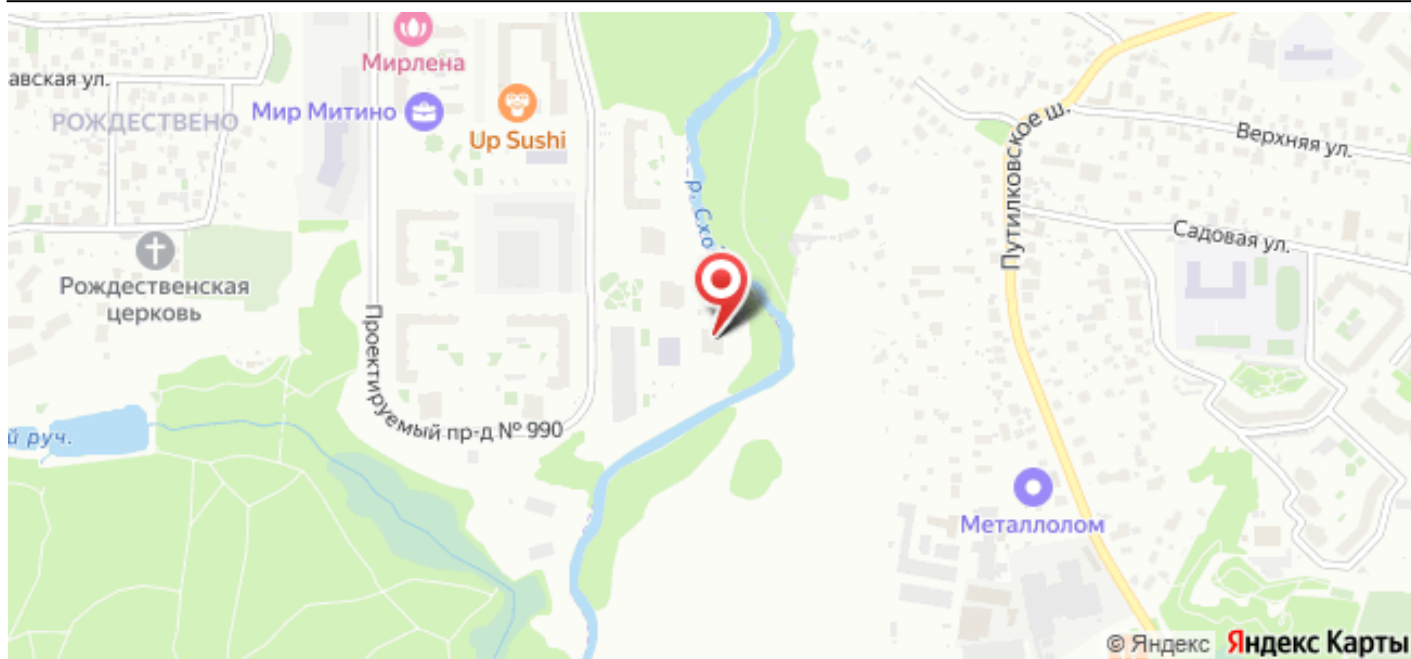 Мирлена
авская ул.
РОЖДЕСТВЕНО
Мир Митино
Up Sushi
Путилковское ш.
Верхняя ул.
р. Схо
Садовая ул.
Рождественская
церковь
Проектируемый пр-д № 990
й руч.
Металлолом
© Яндекс Яндекс Карты